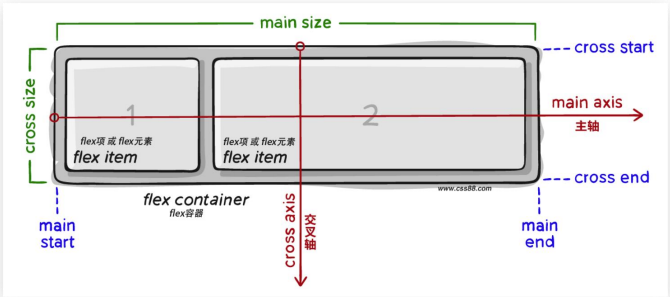 main size
cross start
cross size
1
2
main axis
主轴
flex项 或 flex元素
flex item
flex项 或 flex元素
flex item
cross end
www.css88.com
flex container
flex容器
cross axis
交叉轴
main
start
main
end